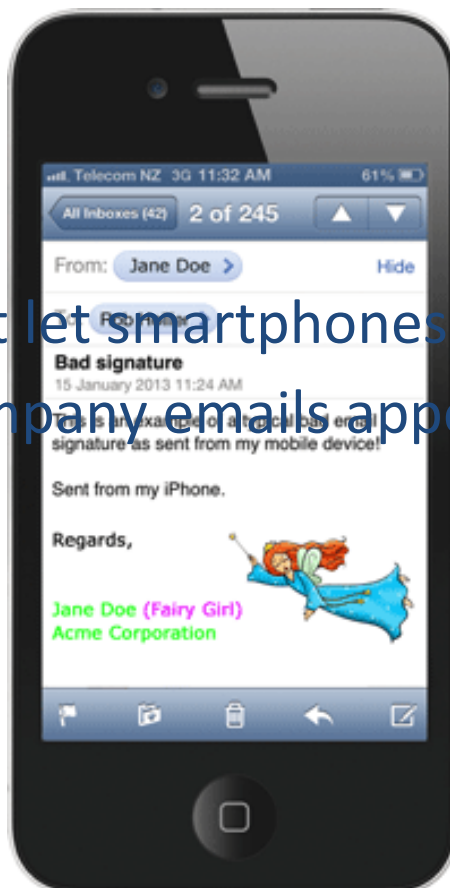 Telecom NZ 3G 11:32 AM 61%
All Inboxes (42) 2 of 245
From: Jane Doe Hide
let smartphones
Bad signature
15 January 2013 11:24 AM
emails
signature as sent from my mobile device!
Sent from my iPhone.
Regards,
Jane Doe (Fairy Girl)
Acme Corporation